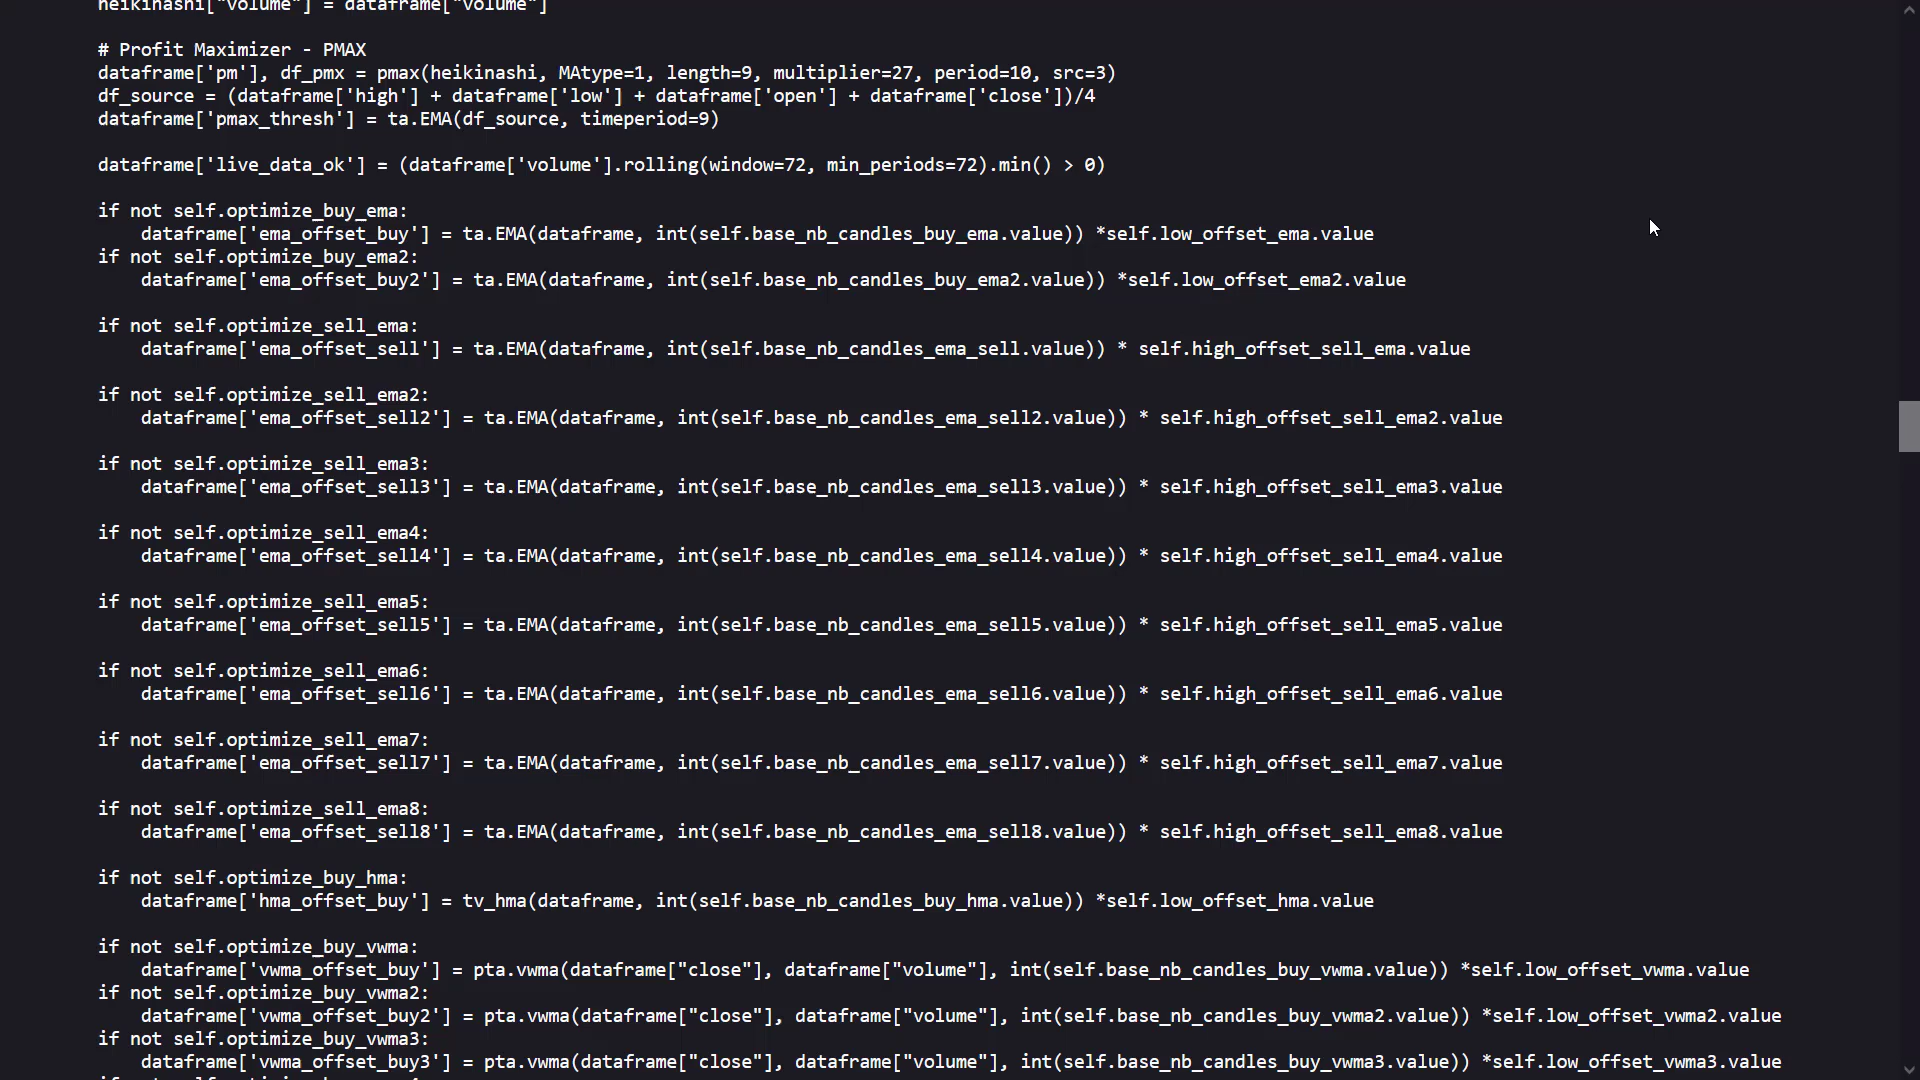 heikinashi["volume"] = dataframe["volume"]
# Profit Maximizer - PMAX
dataframe['pm'], df_pmx = pmax(heikinashi, MAtype=1, length=9, multiplier=27, period=10, src=3)
df_source = (dataframe['high'] + dataframe['low'] + dataframe['open'] + dataframe['close'])/4
dataframe['pmax_thresh'] = ta.EMA(df_source, timeperiod=9)
dataframe['live_data_ok'] = (dataframe['volume'].rolling(window=72, min_periods=72).min() > 0)
if not self.optimize_buy_ema:
dataframe['ema_offset_buy'] = ta.EMA(dataframe, int(self.base_nb_candles_buy_ema.value)) *self.low_offset_ema.value
if not self.optimize_buy_ema2:
dataframe['ema_offset_buy2'] = ta.EMA(dataframe, int(self.base_nb_candles_buy_ema2.value)) *self.low_offset_ema2.value
if not self.optimize_sell_ema:
dataframe['ema_offset_sell'] = ta.EMA(dataframe, int(self.base_nb_candles_ema_sell.value)) * self.high_offset_sell_ema.value
if not self.optimize_sell_ema2:
dataframe['ema_offset_sell2'] = ta.EMA(dataframe, int(self.base_nb_candles_ema_sell2.value)) * self.high_offset_sell_ema2.value
if not self.optimize_sell_ema3:
dataframe['ema_offset_sell3'] = ta.EMA(dataframe, int(self.base_nb_candles_ema_sell3.value)) * self.high_offset_sell_ema3.value
if not self.optimize_sell_ema4:
dataframe['ema_offset_sell4'] = ta.EMA(dataframe, int(self.base_nb_candles_ema_sell4.value)) * self.high_offset_sell_ema4.value
if not self.optimize_sell_ema5:
dataframe['ema_offset_sell5'] = ta.EMA(dataframe, int(self.base_nb_candles_ema_sell5.value)) * self.high_offset_sell_ema5.value
if not self.optimize_sell_ema6:
dataframe['ema_offset_sell6'] = ta.EMA(dataframe, int(self.base_nb_candles_ema_sell6.value)) * self.high_offset_sell_ema6.value
if not self.optimize_sell_ema7:
dataframe['ema_offset_sell7'] = ta.EMA(dataframe, int(self.base_nb_candles_ema_sell7.value)) * self.high_offset_sell_ema7.value
if not self.optimize_sell_ema8:
dataframe['ema_offset_sell8'] = ta.EMA(dataframe, int(self.base_nb_candles_ema_sell8.value)) * self.high_offset_sell_ema8.value
if not self.optimize_buy_hma:
dataframe['hma_offset_buy'] = tv_hma(dataframe, int(self.base_nb_candles_buy_hma.value)) *self.low_offset_hma.value
if not self.optimize_buy_vwma:
dataframe['vwma_offset_buy'] = pta.vwma(dataframe["close"], dataframe["volume"], int(self.base_nb_candles_buy_vwma.value)) *self.low_offset_vwma.value
if not self.optimize_buy_vwma2:
dataframe['vwma_offset_buy2'] = pta.vwma(dataframe["close"], dataframe["volume"], int(self.base_nb_candles_buy_vwma2.value)) *self.low_offset_vwma2.value
if not self.optimize_buy_vwma3:
dataframe['vwma_offset_buy3'] = pta.vwma(dataframe["close"], dataframe["volume"], int(self.base_nb_candles_buy_vwma3.value)) *self.low_offset_vwma3.value